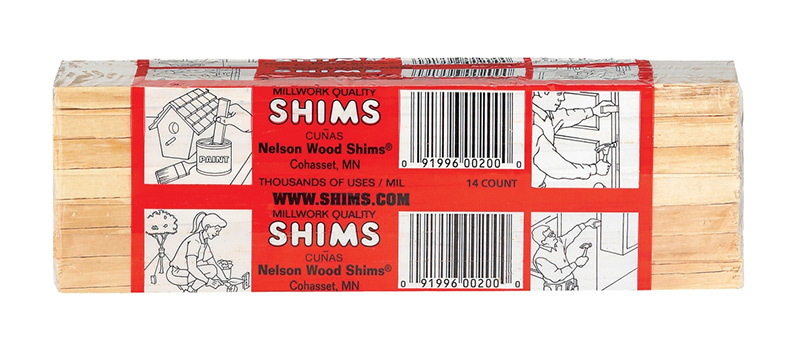 MILLWORK QUALITY
SHIMS
CUÑAS
Nelson Wood Shims®
Cohasset, MN
0 91996 00200 0
PAINT
THOUSANDS OF USES / MIL
14 COUNT
WWW.SHIMS.COM
MILLWORK QUALITY
SHIMS
CUÑAS
Nelson Wood Shims®
Cohasset, MN
0 91996 00200 0